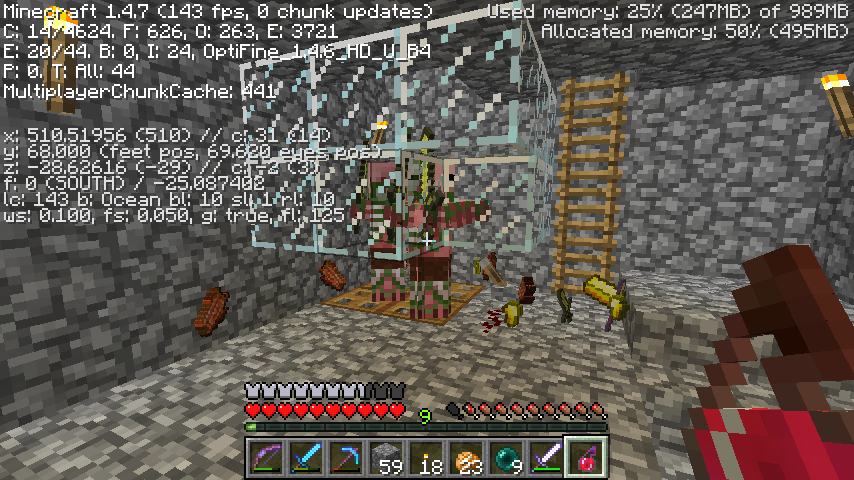 Minecraft 1.4.7 (143 fps, 0 chunk updates)
Used memory: 25% (247MB) of 989MB
C: 147/4624, F: 626, O: 263, E: 3721
Allocated memory: 50% (495MB)
E: 20/44, B: 0, I: 24, OptiFine_1.4.6_HD_U_B4
P: 0, T: All: 44
MultiplayerChunkCache: 441
x: 510.51956 (510) // c: 31 (14)
y: 68.000 (feet pos, 69.620 eyes pos)
z: -28.62616 (-29) // c: -2 (3)
f: 0 (SOUTH) / -25.087402
lc: 143 b: Ocean bl: 10 sl: 1 rl: 10
ws: 0.100, fs: 0.050, g: true, fl: 125
9
59 18 23 9